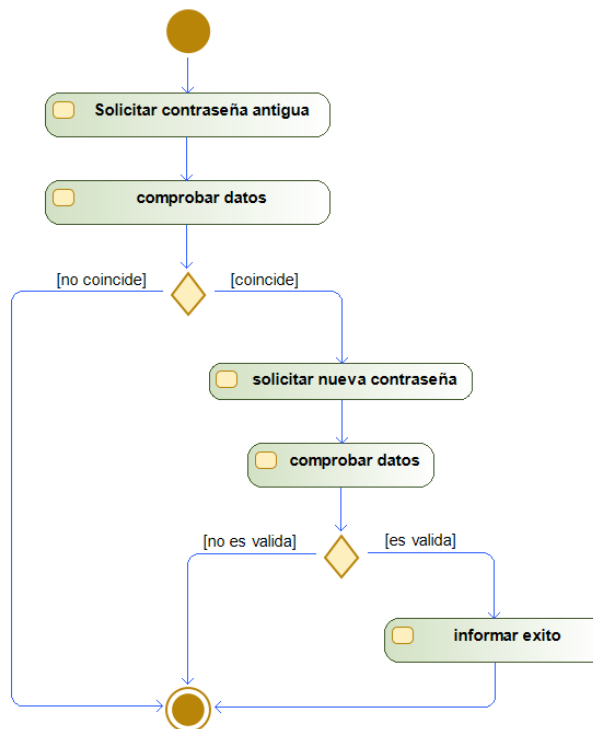 Solicitar contraseña antigua
comprobar datos
[no coincide]
[coincide]
solicitar nueva contraseña
comprobar datos
[no es valida]
[es valida]
informar exito